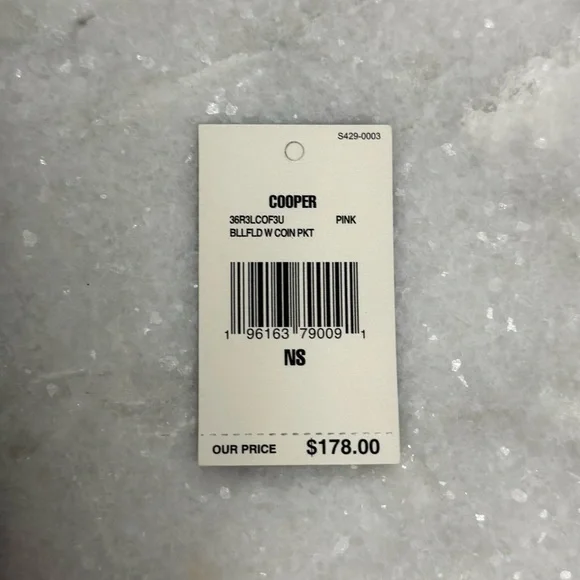 S429-0003
COOPER
36R3LCOF3U PINK
BLLFLD W COIN PKT
1 96163 79009 1
NS
OUR PRICE $178.00